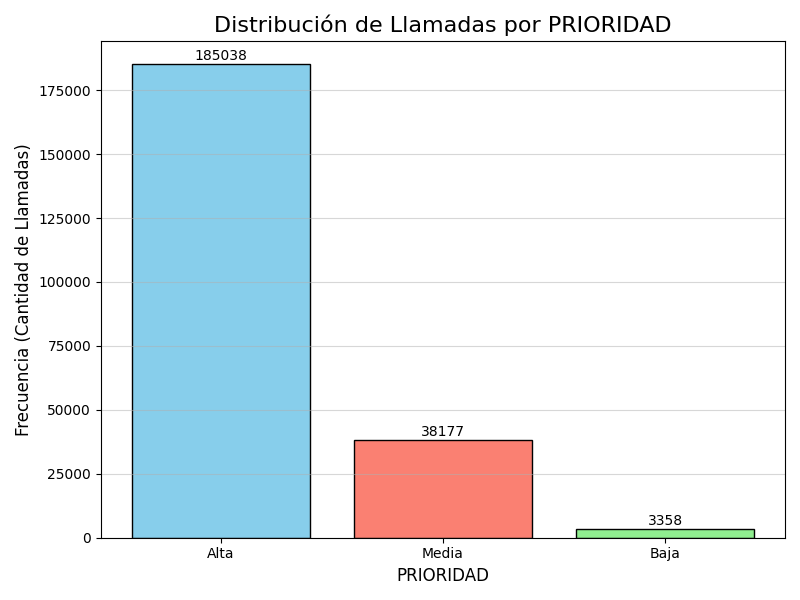 Distribución de Llamadas por PRIORIDAD
185038
175000
150000
125000
100000
75000
50000
25000
0
38177
3358
Frecuencia (Cantidad de Llamadas)
Alta
Media
Baja
PRIORIDAD